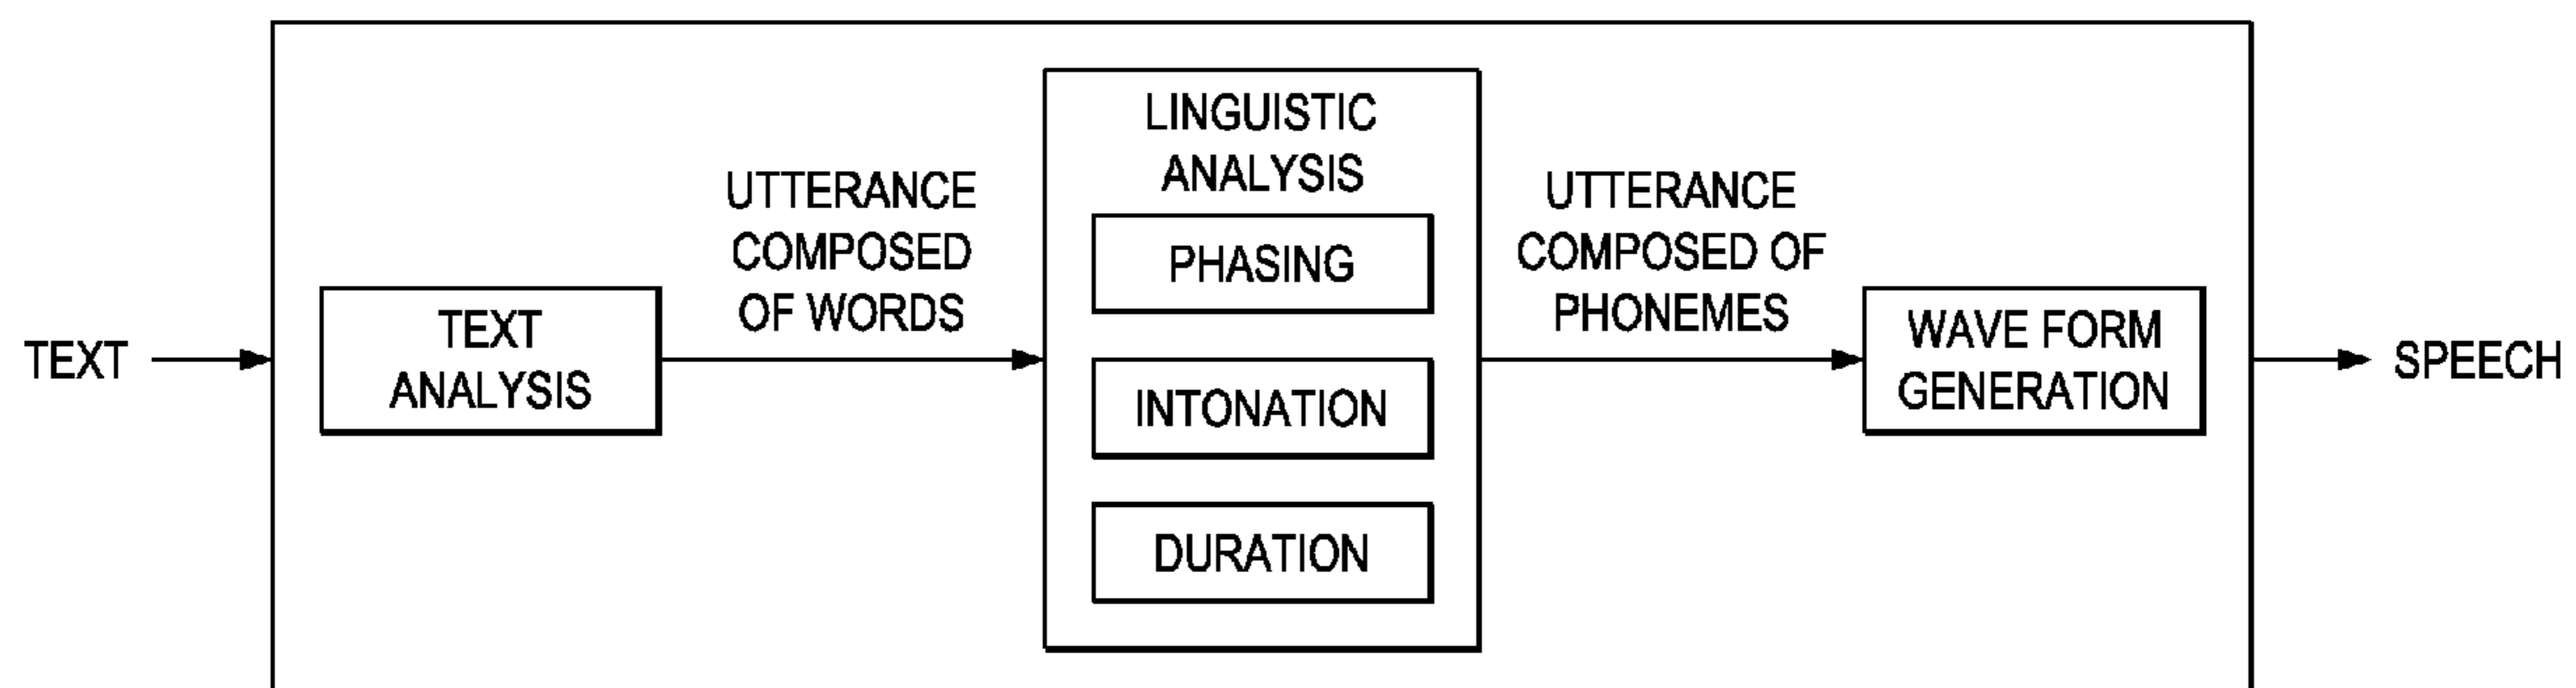 TEXT
TEXT
ANALYSIS
UTTERANCE
COMPOSED
OF WORDS
LINGUISTIC
ANALYSIS
PHASING
INTONATION
DURATION
UTTERANCE
COMPOSED OF
PHONEMES
WAVE FORM
GENERATION
SPEECH